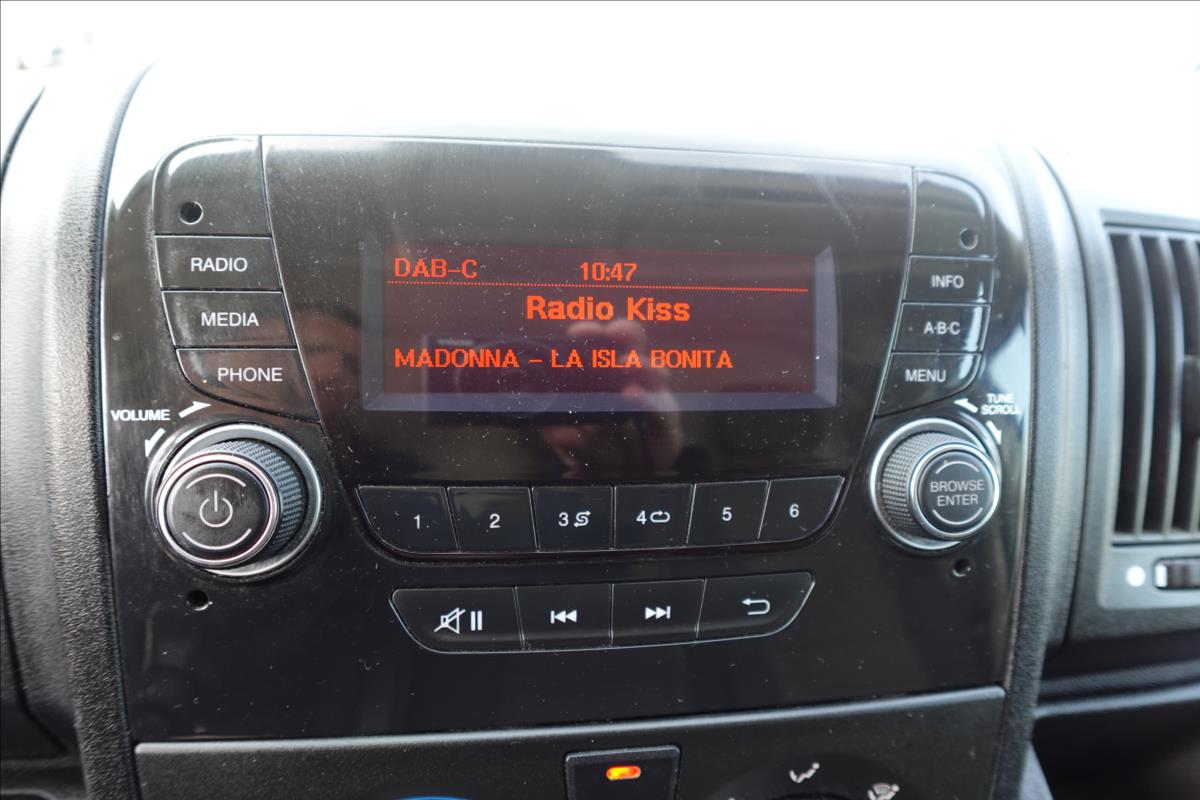 DAB-C 10:47
Radio Kiss
MADONNA - LA ISLA BONITA
RADIO
MEDIA
PHONE
VOLUME
INFO
A·B·C
MENU
TUNE
SCROLL
BROWSE
ENTER
1 2 3 4 5 6